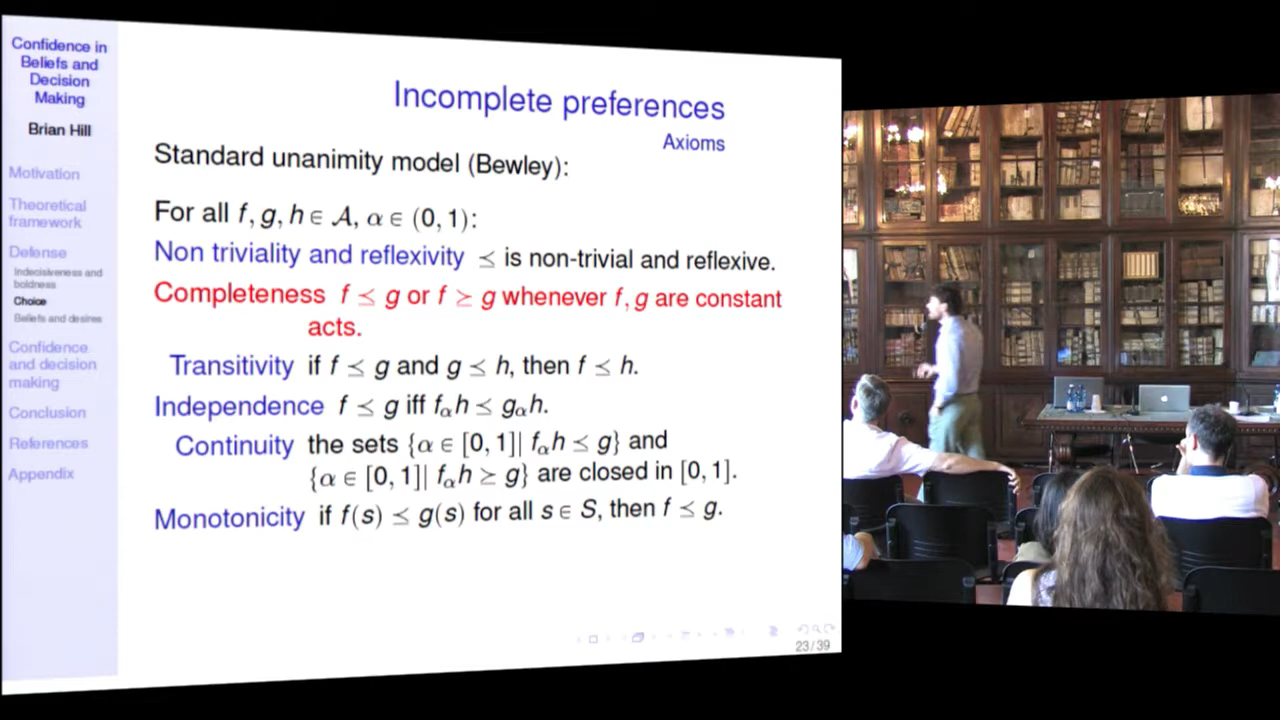 Confidence in
Beliefs and
Decision
Making
Brian Hill
Motivation
Theoretical
framework
Defense
Indecisiveness and
boldness
Choice
Beliefs and desires
Confidence
and decision
making
Conclusion
References
Appendix
Incomplete preferences
Axioms
Standard unanimity model (Bewley):
For all f, g, h ∈ 𝒜, α ∈ (0, 1):
Non triviality and reflexivity ⪯ is non-trivial and reflexive.
Completeness f ⪯ g or f ⪰ g whenever f, g are constant
acts.
Transitivity if f ⪯ g and g ⪯ h, then f ⪯ h.
Independence f ⪯ g iff fαh ⪯ gαh.
Continuity the sets {α ∈ [0, 1]| fαh ⪯ g} and
{α ∈ [0, 1]| fαh ⪰ g} are closed in [0, 1].
Monotonicity if f(s) ⪯ g(s) for all s ∈ S, then f ⪯ g.
23/39